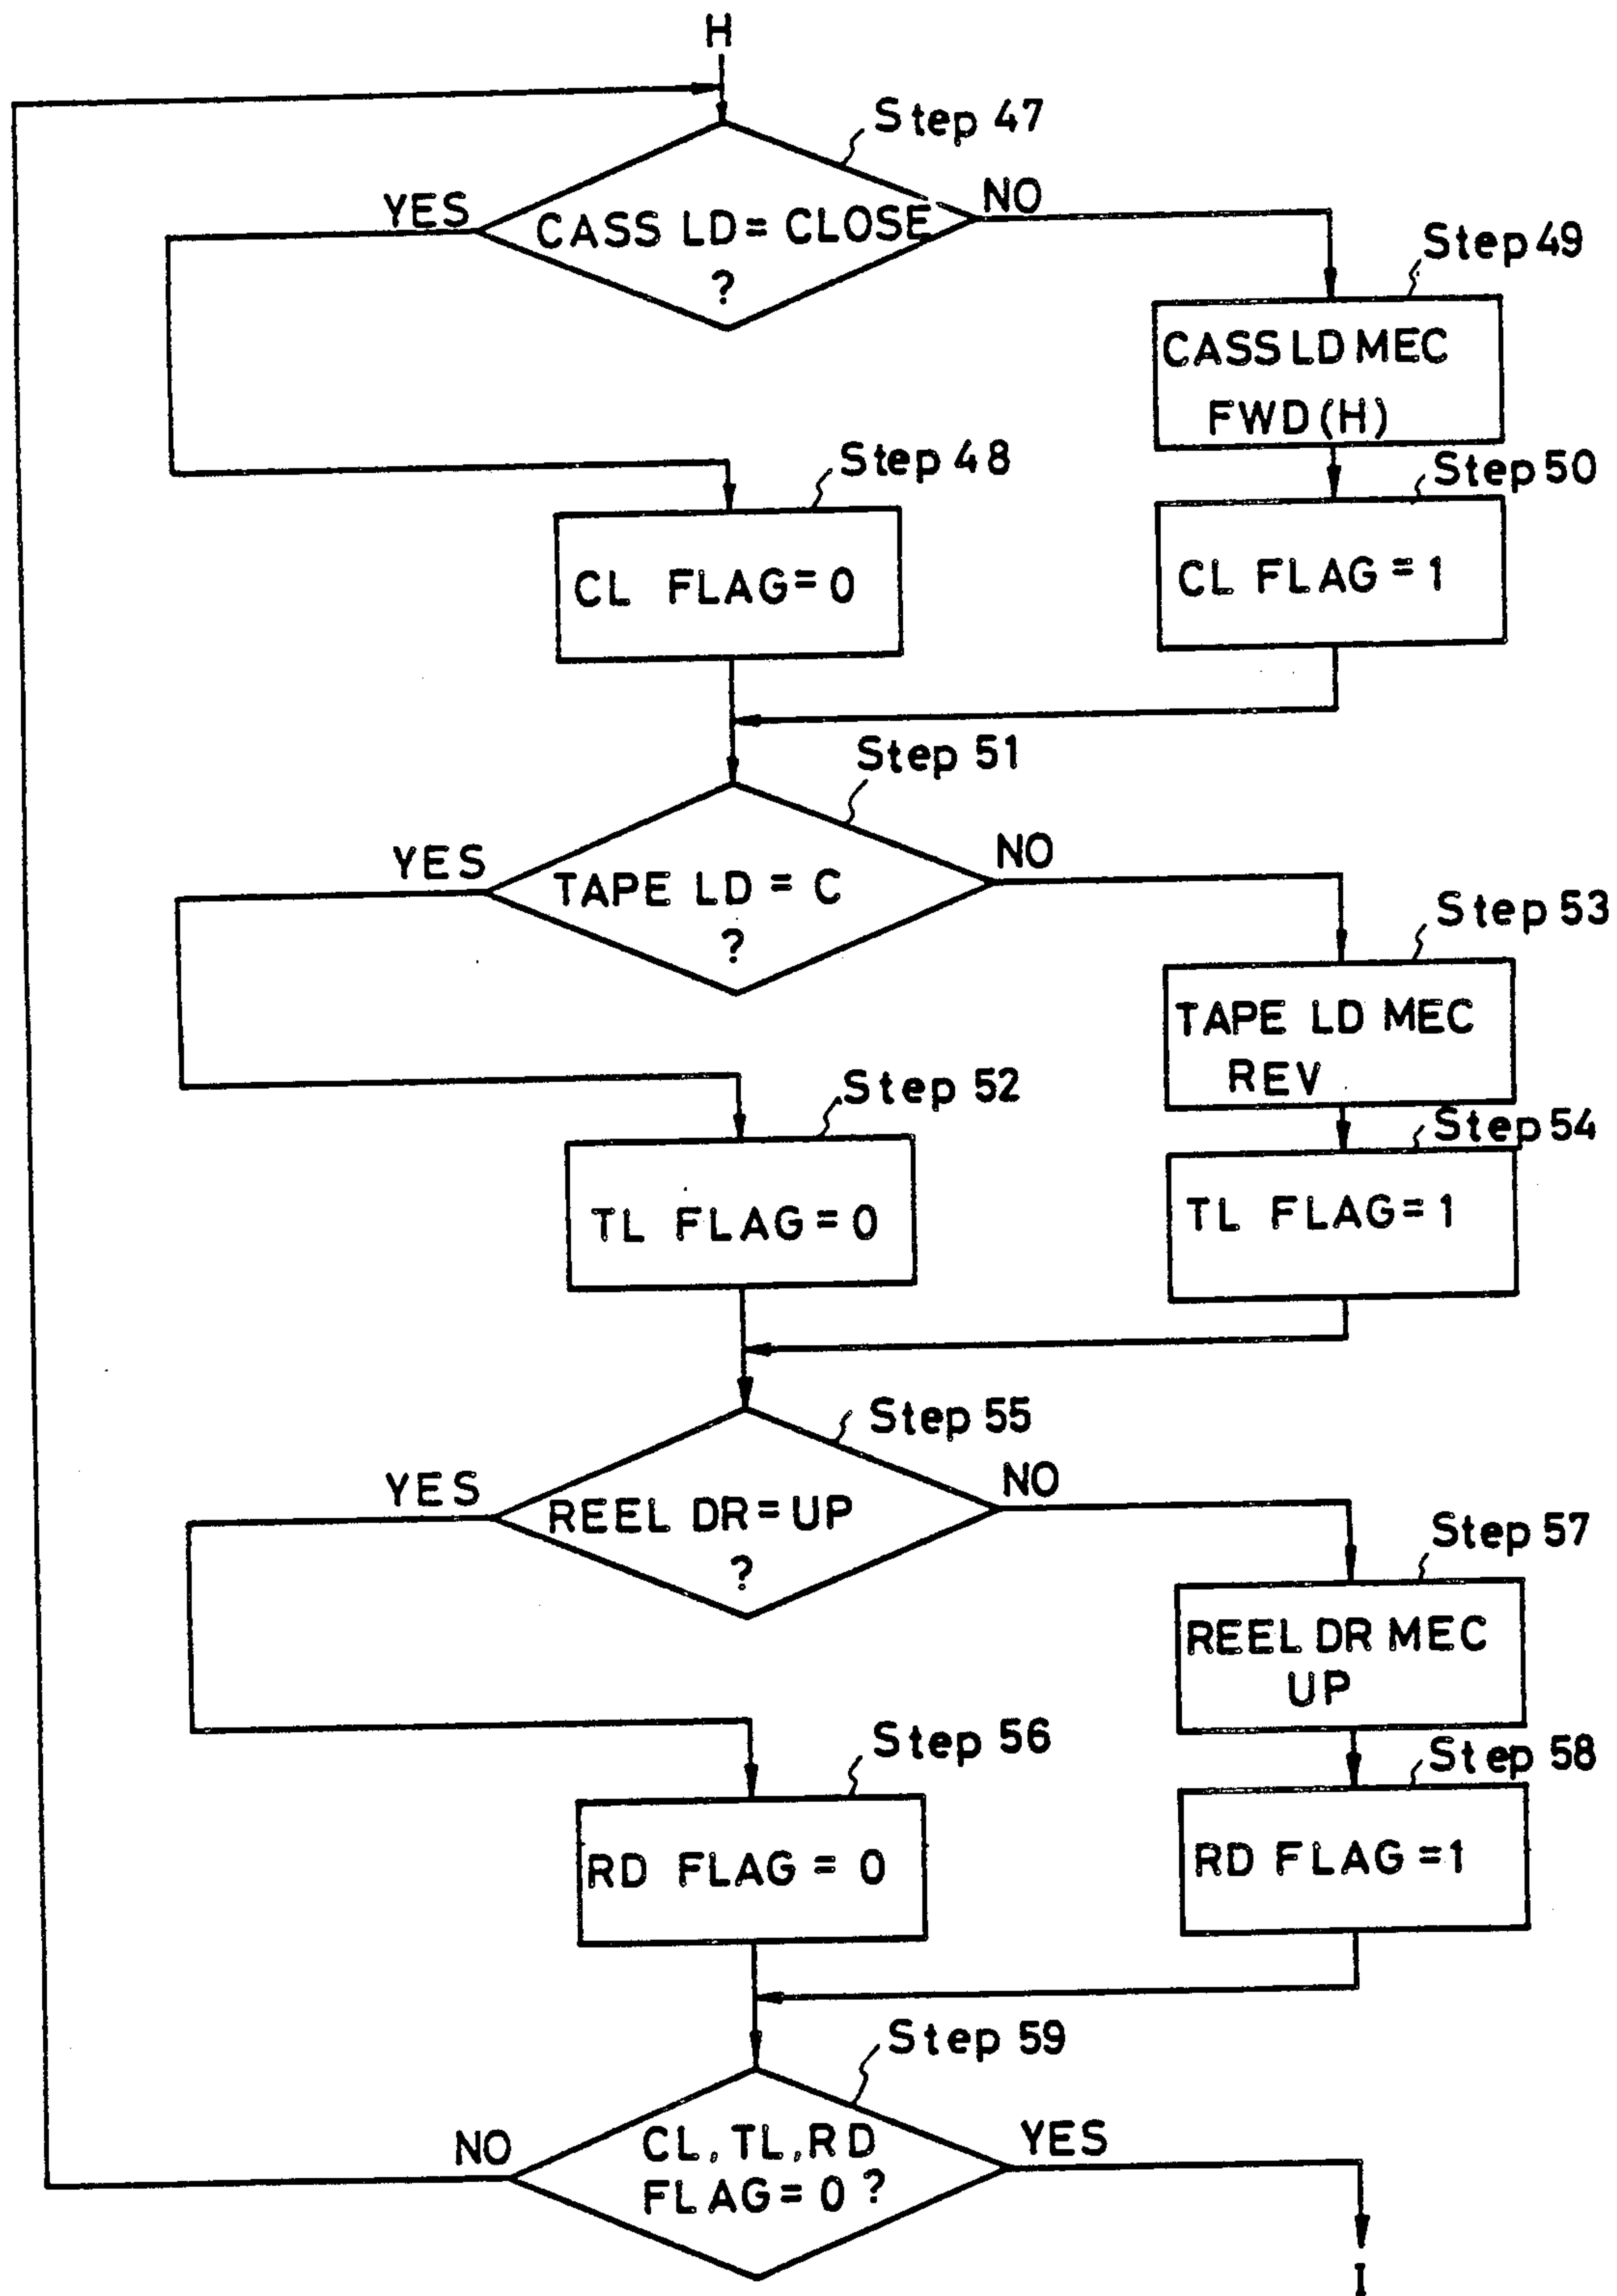 H
Step 47
YES
CASS LD = CLOSE
?
NO
Step 49
CASS LD MEC
FWD (H)
Step 48
Step 50
CL FLAG = 0
CL FLAG = 1
Step 51
YES
TAPE LD = C
?
NO
Step 53
TAPE LD MEC
REV
Step 52
Step 54
TL FLAG = 0
TL FLAG = 1
Step 55
YES
REEL DR = UP
?
NO
Step 57
REEL DR MEC
UP
Step 56
Step 58
RD FLAG = 0
RD FLAG = 1
Step 59
NO
CL, TL, RD
FLAG = 0 ?
YES
I